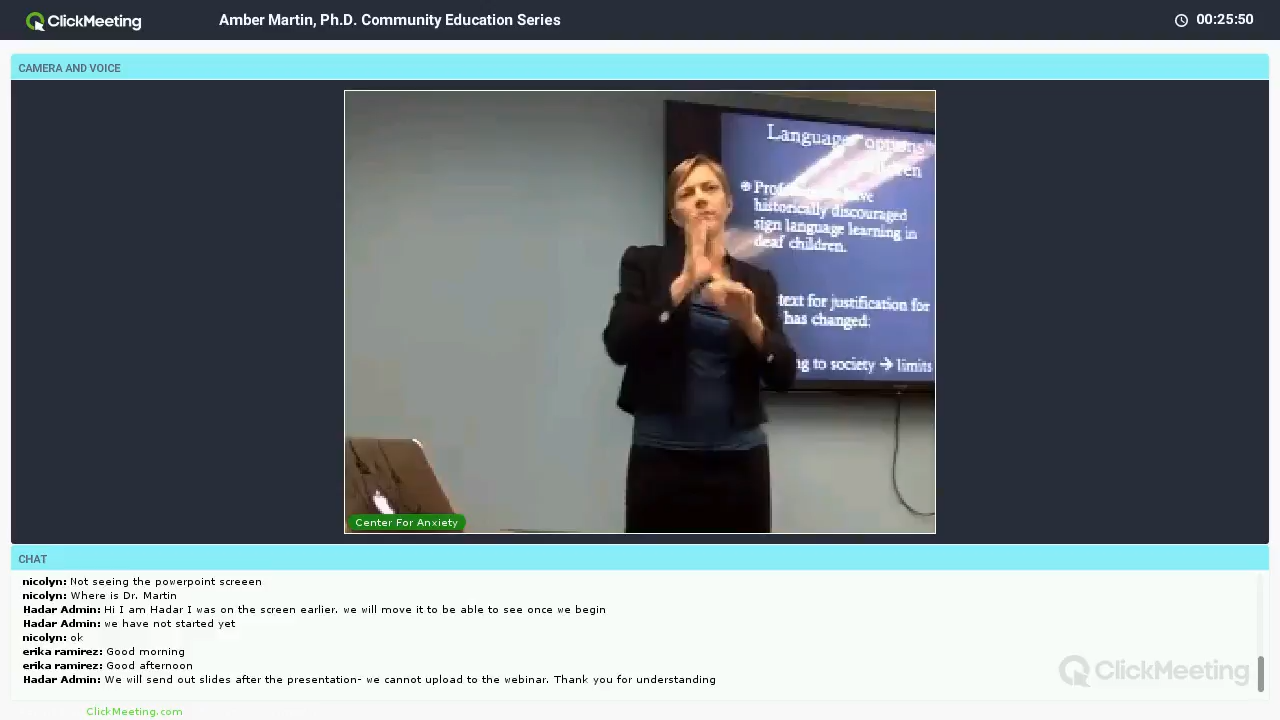 ClickMeeting
Amber Martin, Ph.D. Community Education Series
00:25:50
CAMERA AND VOICE
Language "options"
historically discouraged
sign language learning in
deaf children.
text for justification for
has changed:
to society → limits
Center For Anxiety
CHAT
nicolyn: Not seeing the powerpoint screeen
nicolyn: Where is Dr. Martin
Hadar Admin: Hi I am Hadar I was on the screen earlier. we will move it to be able to see once we begin
Hadar Admin: we have not started yet
nicolyn: ok
erika ramirez: Good morning
erika ramirez: Good afternoon
Hadar Admin: We will send out slides after the presentation- we cannot upload to the webinar. Thank you for understanding
ClickMeeting
ClickMeeting.com